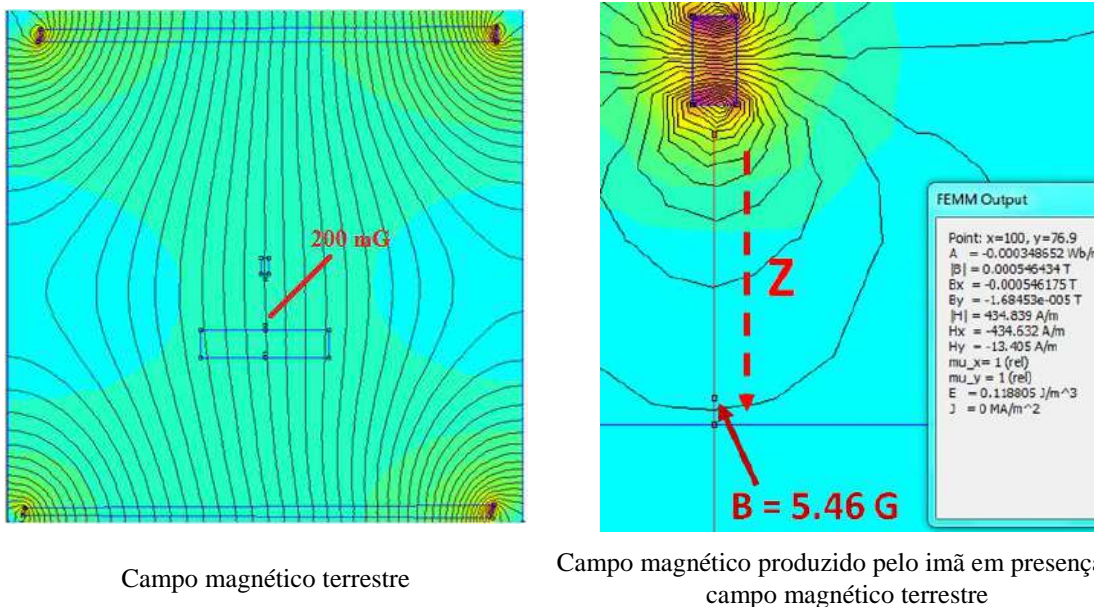 200 mG
Z
B = 5.46 G
FEMM Output
Point: x=100, y=76.9
A = -0.000348652 Wb/m
|B| = 0.000546434 T
Bx = -0.000546175 T
By = -1.68453e-005 T
|H| = 434.839 A/m
Hx = -434.632 A/m
Hy = -13.405 A/m
mu_x= 1 (rel)
mu_y = 1 (rel)
E = 0.118805 J/m^3
J = 0 MA/m^2
Campo magnético terrestre
Campo magnético produzido pelo imã em presença
campo magnético terrestre